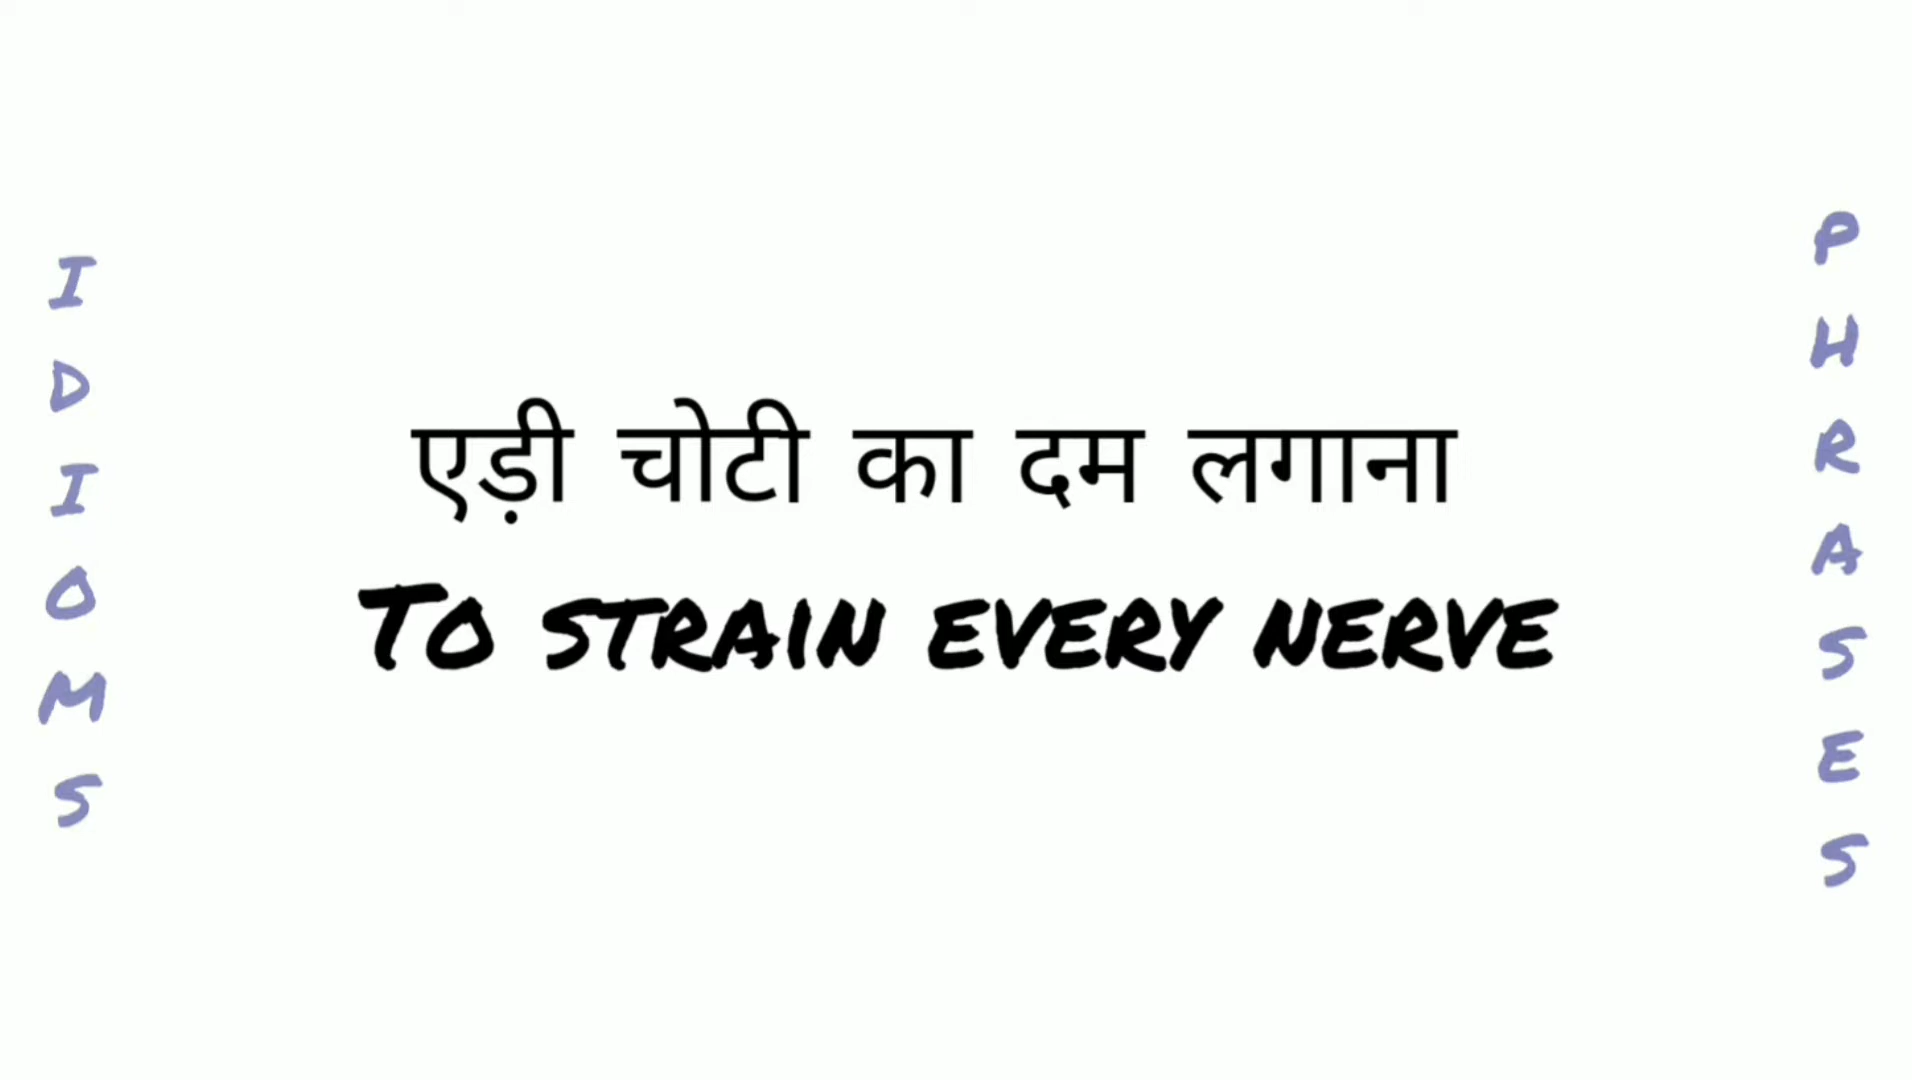 IDIOMS
एड़ी चोटी का दम लगाना
To strain every nerve
PHRASES